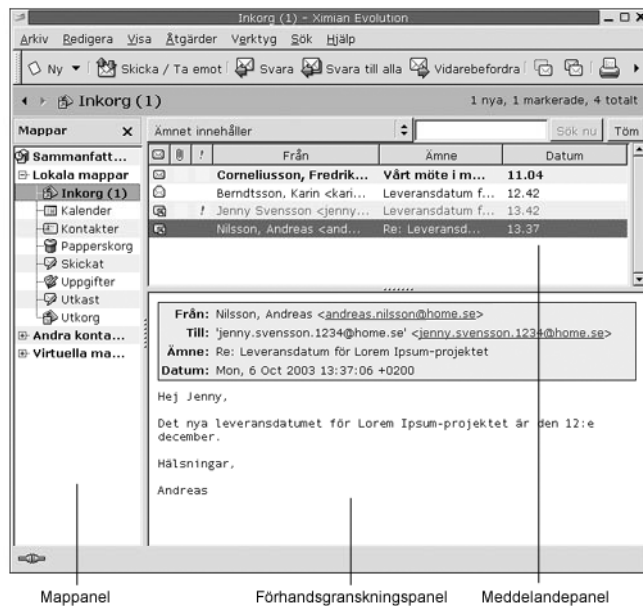 Inkorg (1) - Ximian Evolution
Arkiv Redigera Visa Åtgärder Verktyg Sök Hjälp
Ny Skicka / Ta emot Svara Svara till alla Vidarebefordra
Inkorg (1) 1 nya, 1 markerade, 4 totalt
Mappar x Ämnet innehåller Sök nu Töm
Sammanfatt...
Lokala mappar
Inkorg (1)
Kalender
Kontakter
Papperskorg
Skickat
Uppgifter
Utkast
Utkorg
Andra konta...
Virtuella ma...
! Från Ämne Datum
Corneliusson, Fredrik... Vårt möte i m... 11.04
Berndtsson, Karin <kari... Leveransdatum f... 12.42
! Jenny Svensson <jenny... Leveransdatum f... 13.42
Nilsson, Andreas <and... Re: Leveransd... 13.37
Från: Nilsson, Andreas <andreas.nilsson@home.se>
Till: 'jenny.svensson.1234@home.se' <jenny.svensson.1234@home.se>
Ämne: Re: Leveransdatum för Lorem Ipsum-projektet
Datum: Mon, 6 Oct 2003 13:37:06 +0200
Hej Jenny,
Det nya leveransdatumet för Lorem Ipsum-projektet är den 12:e
december.
Hälsningar,
Andreas
Mappanel Förhandsgranskningspanel Meddelandepanel